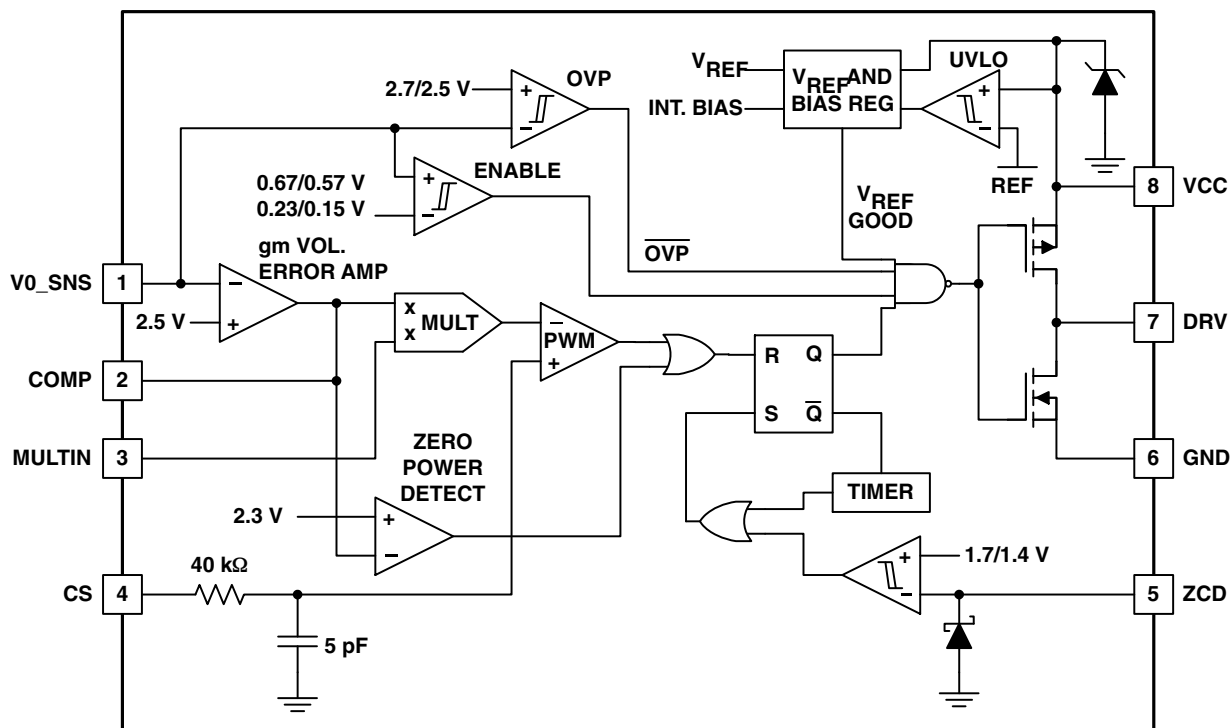 OVP
2.7/2.5 V
+
−
ENABLE
0.67/0.57 V
0.23/0.15 V
+
−
VREF
INT. BIAS
VREF AND
BIAS REG
UVLO
+
−
REF
VREF
GOOD
OVP
8 VCC
gm VOL.
ERROR AMP
V0_SNS 1
−
+
2.5 V
x
x
MULT
−
PWM
+
7 DRV
COMP 2
R Q
S Q
MULTIN 3
ZERO
POWER
DETECT
6 GND
TIMER
2.3 V
+
−
+
−
1.7/1.4 V
40 kΩ
CS 4
5 ZCD
5 pF